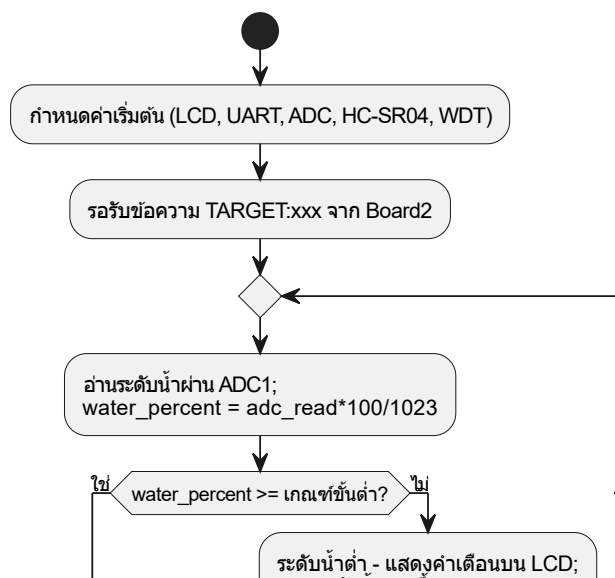 กำหนดค่าเริ่มต้น (LCD, UART, ADC, HC-SR04, WDT)
รอรับข้อความ TARGET:xxx จาก Board2
อ่านระดับน้ำผ่าน ADC1;
water_percent = adc_read*100/1023
ใช่
water_percent >= เกณฑ์ขั้นต่ำ?
ไม่
ระดับน้ำต่ำ - แสดงคำเตือนบน LCD;